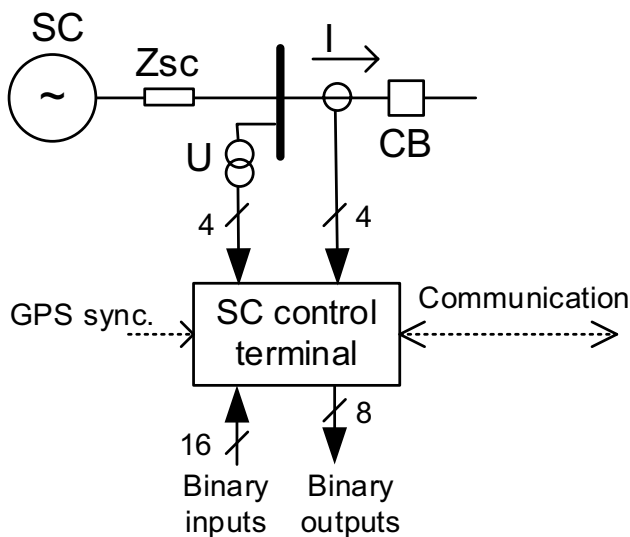 SC
~
Zsc
I
CB
U
4
4
GPS sync.
SC control
terminal
Communication
16
8
Binary
inputs
Binary
outputs